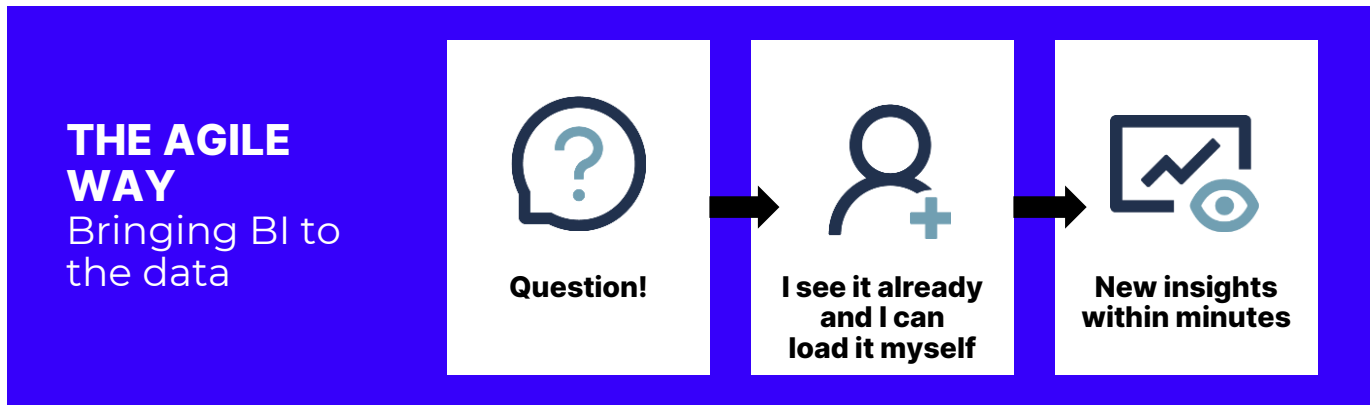 THE AGILE
WAY
Bringing BI to
the data
?
Question!
I see it already
and I can
load it myself
New insights
within minutes